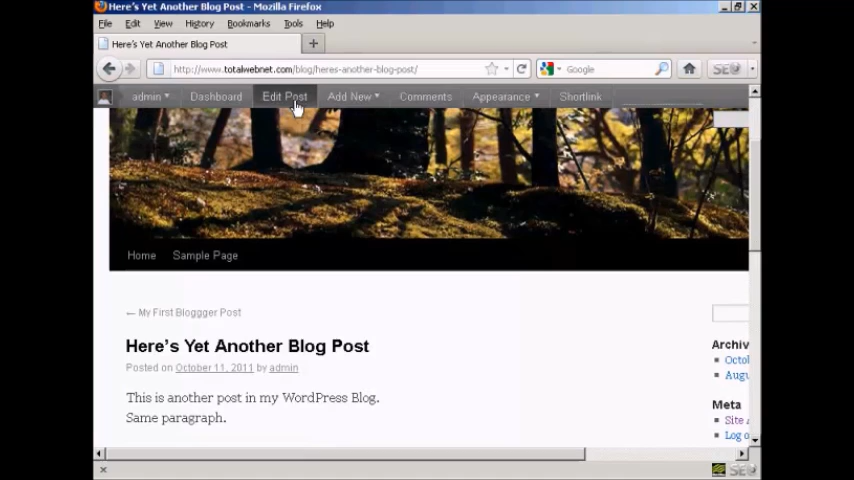 Here's Yet Another Blog Post - Mozilla Firefox
File Edit View History Bookmarks Tools Help
Here's Yet Another Blog Post
http://www.totalwebnet.com/blog/heres-another-blog-post/ Google SEO
admin Dashboard Edit Post Add New Comments Appearance Shortlink
Home Sample Page
← My First Bloggger Post
Here's Yet Another Blog Post
Posted on October 11, 2011 by admin
This is another post in my WordPress Blog.
Same paragraph.
Archiv
Octo
Augu
Meta
Site A
Log o
SEO